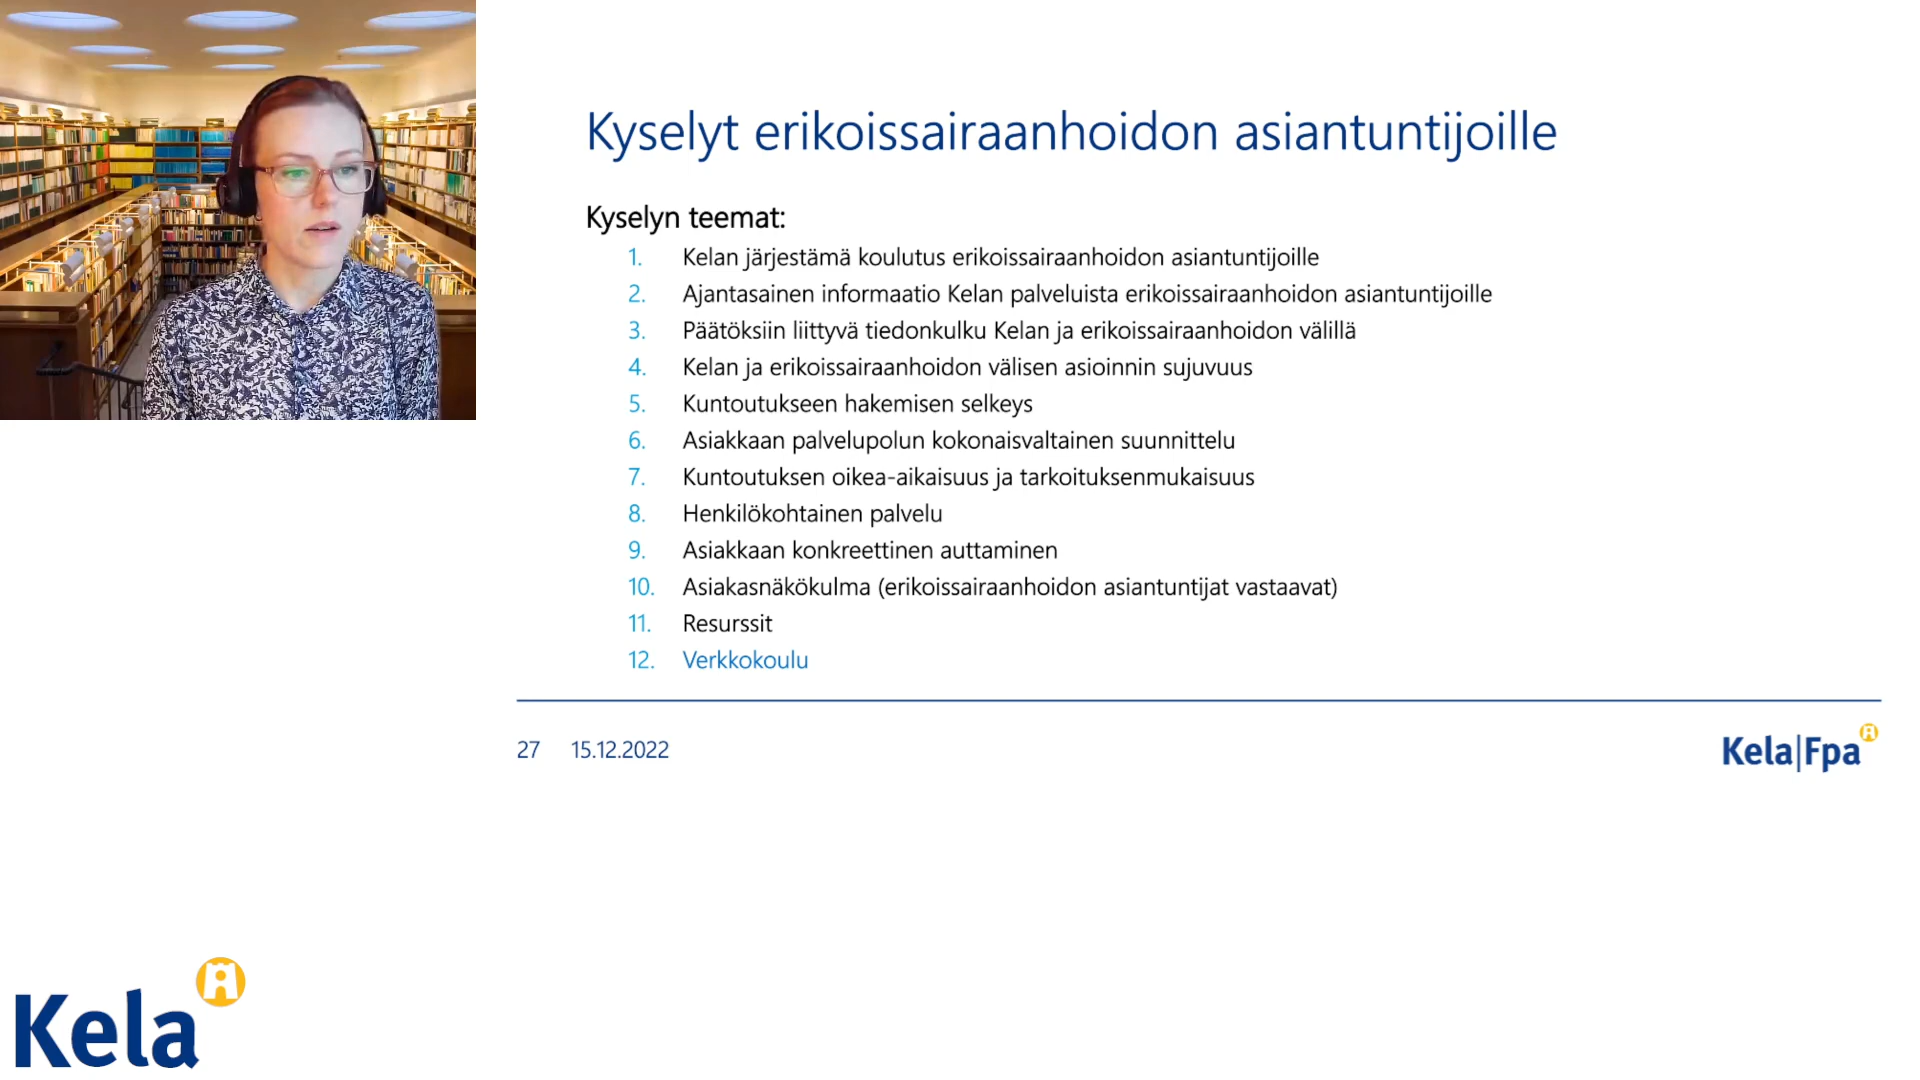 Kyselyt erikoissairaanhoidon asiantuntijoille
Kyselyn teemat:
1. Kelan järjestämä koulutus erikoissairaanhoidon asiantuntijoille
2. Ajantasainen informaatio Kelan palveluista erikoissairaanhoidon asiantuntijoille
3. Päätöksiin liittyvä tiedonkulku Kelan ja erikoissairaanhoidon välillä
4. Kelan ja erikoissairaanhoidon välisen asioinnin sujuvuus
5. Kuntoutukseen hakemisen selkeys
6. Asiakkaan palvelupolun kokonaisvaltainen suunnittelu
7. Kuntoutuksen oikea-aikaisuus ja tarkoituksenmukaisuus
8. Henkilökohtainen palvelu
9. Asiakkaan konkreettinen auttaminen
10. Asiakasnäkökulma (erikoissairaanhoidon asiantuntijat vastaavat)
11. Resurssit
12. Verkkokoulu
27 15.12.2022
Kela|Fpa
Kela